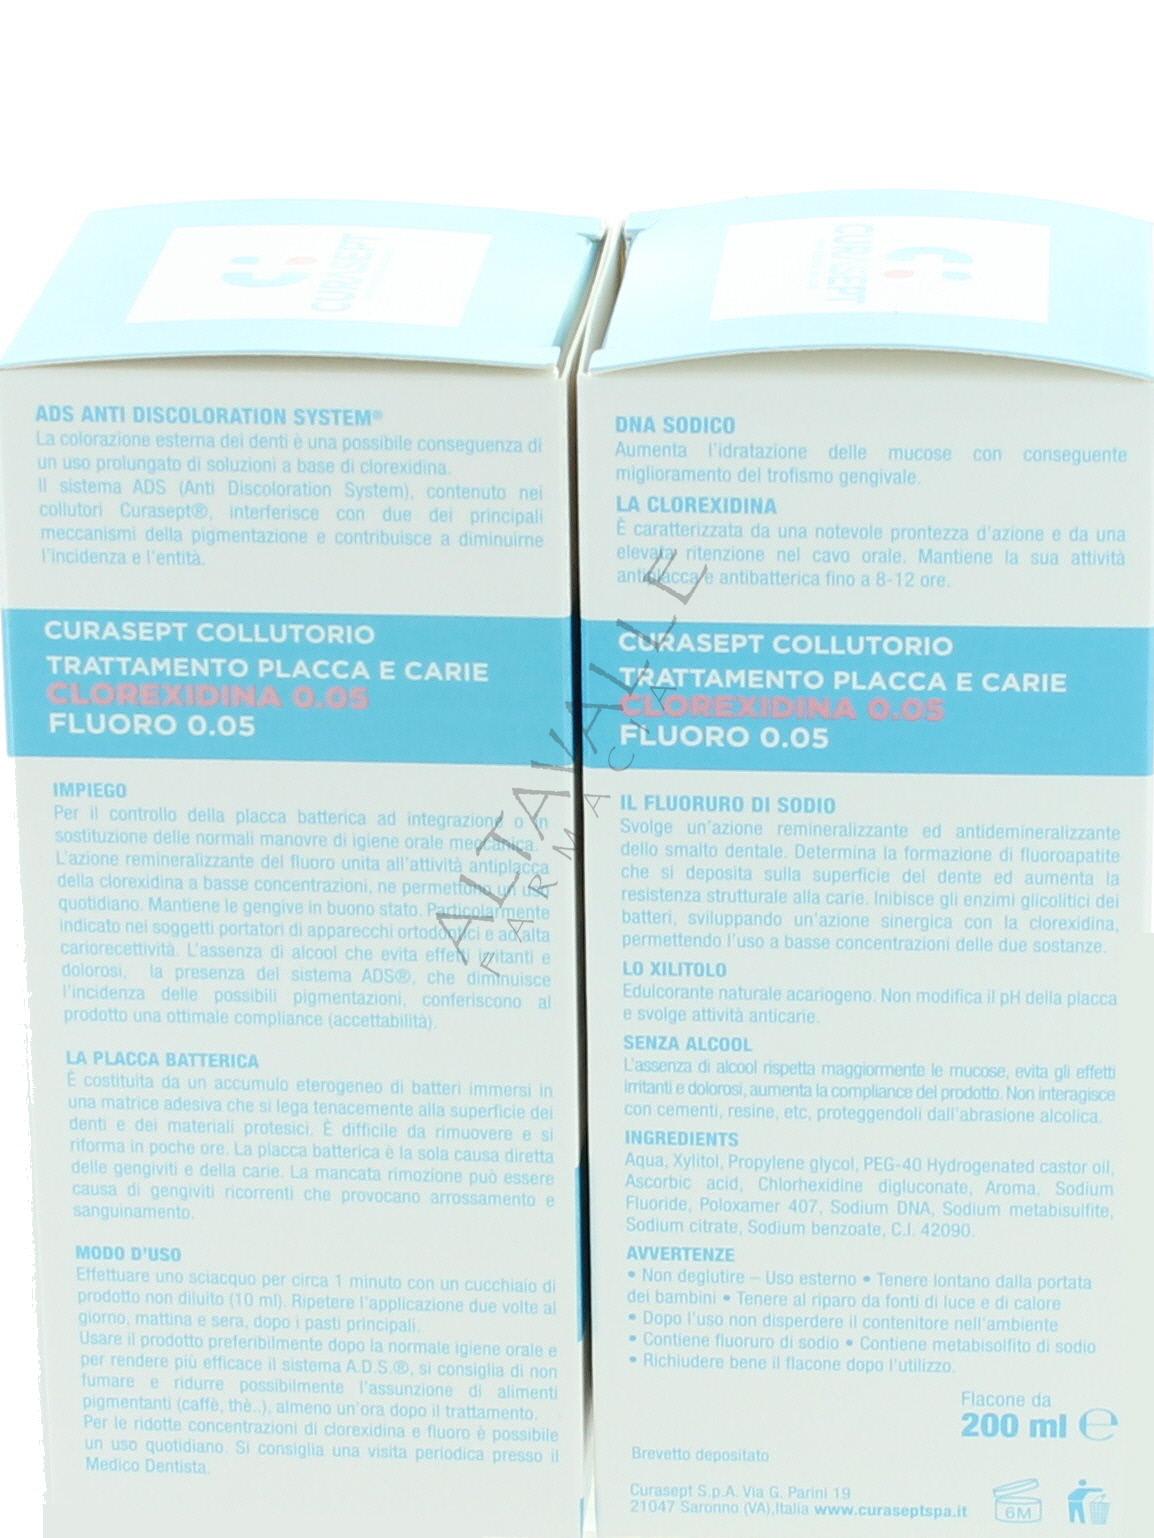 CURASEPT
CURASEPT
ADS ANTI DISCOLORATION SYSTEM®
La colorazione esterna dei denti è una possibile conseguenza di
un uso prolungato di soluzioni a base di clorexidina.
Il sistema ADS (Anti Discoloration System), contenuto nei
collutori Curasept®, interferisce con due dei principali
meccanismi della pigmentazione e contribuisce a diminuirne
l'incidenza e l'entità.
CURASEPT COLLUTORIO
TRATTAMENTO PLACCA E CARIE
CLOREXIDINA 0.05
FLUORO 0.05
IMPIEGO
Per il controllo della placca batterica ad integrazione o in
sostituzione delle normali manovre di igiene orale meccanica.
L'azione remineralizzante del fluoro unita all'attività antiplacca
della clorexidina a basse concentrazioni, ne permettono un uso
quotidiano. Mantiene le gengive in buono stato. Particolarmente
indicato nei soggetti portatori di apparecchi ortodontici e ad alta
cariorecettività. L'assenza di alcool che evita effetti irritanti e
dolorosi, la presenza del sistema ADS®, che diminuisce
l'incidenza delle possibili pigmentazioni, conferiscono al
prodotto una ottimale compliance (accettabilità).
LA PLACCA BATTERICA
È costituita da un accumulo eterogeneo di batteri immersi in
una matrice adesiva che si lega tenacemente alla superficie dei
denti e dei materiali protesici. È difficile da rimuovere e si
riforma in poche ore. La placca batterica è la sola causa diretta
delle gengiviti e della carie. La mancata rimozione può essere
causa di gengiviti ricorrenti che provocano arrossamento e
sanguinamento.
MODO D'USO
Effettuare uno sciacquo per circa 1 minuto con un cucchiaio di
prodotto non diluito (10 ml). Ripetere l'applicazione due volte al
giorno, mattina e sera, dopo i pasti principali.
Usare il prodotto preferibilmente dopo la normale igiene orale e
per rendere più efficace il sistema A.D.S.®, si consiglia di non
fumare e ridurre possibilmente l'assunzione di alimenti
pigmentanti (caffè, thè..), almeno un'ora dopo il trattamento.
Per le ridotte concentrazioni di clorexidina e fluoro è possibile
un uso quotidiano. Si consiglia una visita periodica presso il
Medico Dentista.
DNA SODICO
Aumenta l'idratazione delle mucose con conseguente
miglioramento del trofismo gengivale.
LA CLOREXIDINA
È caratterizzata da una notevole prontezza d'azione e da una
elevata ritenzione nel cavo orale. Mantiene la sua attività
antiplacca e antibatterica fino a 8-12 ore.
CURASEPT COLLUTORIO
TRATTAMENTO PLACCA E CARIE
CLOREXIDINA 0.05
FLUORO 0.05
IL FLUORURO DI SODIO
Svolge un'azione remineralizzante ed antidemineralizzante
dello smalto dentale. Determina la formazione di fluoroapatite
che si deposita sulla superficie del dente ed aumenta la
resistenza strutturale alla carie. Inibisce gli enzimi glicolitici dei
batteri, sviluppando un'azione sinergica con la clorexidina,
permettendo l'uso a basse concentrazioni delle due sostanze.
LO XILITOLO
Edulcorante naturale acariogeno. Non modifica il pH della placca
e svolge attività anticarie.
SENZA ALCOOL
L'assenza di alcool rispetta maggiormente le mucose, evita gli effetti
irritanti e dolorosi, aumenta la compliance del prodotto. Non interagisce
con cementi, resine, etc, proteggendoli dall'abrasione alcolica.
INGREDIENTS
Aqua, Xylitol, Propylene glycol, PEG-40 Hydrogenated castor oil,
Ascorbic acid, Chlorhexidine digluconate, Aroma, Sodium
Fluoride, Poloxamer 407, Sodium DNA, Sodium metabisulfite,
Sodium citrate, Sodium benzoate, C.I. 42090.
AVVERTENZE
• Non deglutire – Uso esterno • Tenere lontano dalla portata
dei bambini • Tenere al riparo da fonti di luce e di calore
• Dopo l'uso non disperdere il contenitore nell'ambiente
• Contiene fluoruro di sodio • Contiene metabisolfito di sodio
• Richiudere bene il flacone dopo l'utilizzo.
Flacone da
200 ml ℮
Brevetto depositato
Curasept S.p.A. Via G. Parini 19
21047 Saronno (VA),Italia www.curaseptspa.it
6M
ALTAVALLE
FARMACIA